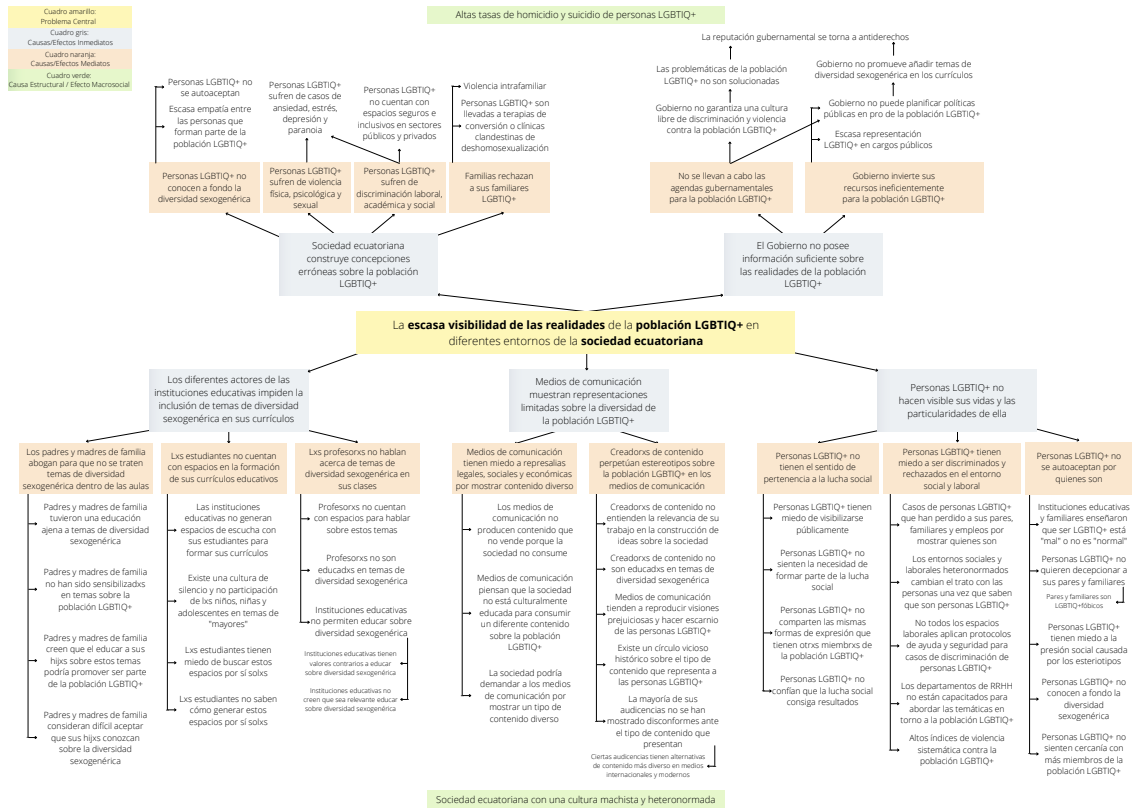 Cuadro amarillo:
Problema Central
Cuadro gris:
Causas/Efectos Inmediatos
Cuadro naranja:
Causas/Efectos Mediatos
Cuadro verde:
Causa Estructural / Efecto Macrosocial
Altas tasas de homicidio y suicidio de personas LGBTIQ+
La reputación gubernamental se torna a antiderechos
Personas LGBTIQ+ no
se autoaceptan
Escasa empatía entre
las personas que
forman parte de la
población LGBTIQ+
Personas LGBTIQ+
sufren de casos de
ansiedad, estrés,
depresión y
paranoia
Personas LGBTIQ+
no cuentan con
espacios seguros e
inclusivos en sectores
públicos y privados
Violencia intrafamiliar
Personas LGBTIQ+ son
llevadas a terapias de
conversión o clínicas
clandestinas de
deshomosexualización
Las problemáticas de la población
LGBTIQ+ no son solucionadas
Gobierno no garantiza una cultura
libre de discriminación y violencia
contra la población LGBTIQ+
Gobierno no promueve añadir temas de
diversidad sexogenérica en los currículos
Gobierno no puede planificar políticas
públicas en pro de la población LGBTIQ+
Escasa representación
LGBTIQ+ en cargos públicos
Personas LGBTIQ+ no
conocen a fondo la
diversidad sexogenérica
Personas LGBTIQ+
sufren de violencia
física, psicológica y
sexual
Personas LGBTIQ+
sufren de
discriminación laboral,
académica y social
Familias rechazan
a sus familiares
LGBTIQ+
No se llevan a cabo las
agendas gubernamentales
para la población LGBTIQ+
Gobierno invierte sus
recursos ineficientemente
para la población LGBTIQ+
Sociedad ecuatoriana
construye concepciones
erróneas sobre la población
LGBTIQ+
El Gobierno no posee
información suficiente sobre
las realidades de la población
LGBTIQ+
La escasa visibilidad de las realidades de la población LGBTIQ+ en
diferentes entornos de la sociedad ecuatoriana
Los diferentes actores de las
instituciones educativas impiden la
inclusión de temas de diversidad
sexogenérica en sus currículos
Medios de comunicación
muestran representaciones
limitadas sobre la diversidad de
la población LGBTIQ+
Personas LGBTIQ+ no
hacen visible sus vidas y las
particularidades de ella
Los padres y madres de familia
abogan para que no se traten
temas de diversidad
sexogenérica dentro de las aulas
Lxs estudiantes no cuentan
con espacios en la formación
de sus currículos educativos
Lxs profesorxs no hablan
acerca de temas de
diversidad sexogenérica en
sus clases
Medios de comunicación
tienen miedo a represalias
legales, sociales y económicas
por mostrar contenido diverso
Creadorxs de contenido
perpetúan estereotipos sobre
las personas LGBTIQ+ en los
medios de comunicación
Personas LGBTIQ+ no
tienen el sentido de
pertenencia a la lucha social
Personas LGBTIQ+ tienen
miedo a ser discriminados y
rechazados en el entorno
social y laboral
Personas LGBTIQ+ no
se autoaceptan por
quienes son
Padres y madres de familia
tuvieron una educación
ajena a temas de diversidad
sexogenérica
Padres y madres de familia
no han sido sensibilizadxs
en temas sobre la
población LGBTIQ+
Padres y madres de familia
creen que el educar a sus
hijxs sobre estos temas
podría promover ser parte
de la población LGBTIQ+
Padres y madres de familia
consideran difícil aceptar
que sus hijxs conozcan
sobre la diversidad
sexogenérica
Las instituciones
educativas no generan
espacios de escucha con
sus estudiantes para
formar sus currículos
Existe una cultura de
silencio y no participación
de lxs niños, niñas y
adolescentes en temas de
"mayores"
Lxs estudiantes tienen
miedo de buscar estos
espacios por sí solxs
Lxs estudiantes no saben
cómo generar estos
espacios por sí solxs
Profesorxs no cuentan
con espacios para hablar
sobre estos temas
Profesorxs no son
educadxs en temas de
diversidad sexogenérica
Instituciones educativas
no permiten educar sobre
diversidad sexogenérica
Instituciones educativas tienen
valores contrarios a educar
sobre diversidad sexogenérica
Instituciones educativas no
creen que sea relevante educar
sobre diversidad sexogenérica
Los medios de
comunicación no
producen contenido que
no vende porque la
sociedad no consume
Medios de comunicación
piensan que la sociedad
no está culturalmente
educada para consumir
un diferente contenido
sobre la población
LGBTIQ+
La sociedad podría
demandar a los medios
de comunicación por
mostrar un tipo de
contenido diverso
Creadorxs de contenido no
entienden la relevancia de su
trabajo en la construcción de
ideas sobre la sociedad
Creadorxs de contenido no
son educadxs en temas de
diversidad sexogenérica
Medios de comunicación
tienden a reproducir visiones
prejuiciosas y hacer escarnio
de las personas LGBTIQ+
Existe un círculo vicioso
histórico sobre el tipo de
contenido que representa a
las personas LGBTIQ+
La mayoría de sus
audicencias no se han
mostrado disconformes ante
el tipo de contenido que
presentan
Ciertas audicencias tienen alternativas
de contenido más diverso en medios
internacionales y modernos
Personas LGBTIQ+ tienen
miedo de visibilizarse
públicamente
Personas LGBTIQ+ no
sienten la necesidad de
formar parte de la lucha
social
Personas LGBTIQ+ no
comparten las mismas
formas de expresión que
tienen otrxs miembrxs de
la población LGBTIQ+
Personas LGBTIQ+ no
confían que la lucha social
consiga resultados
Casos de personas LGBTIQ+
que han perdido a sus pares,
familiares y empleos por
mostrar quienes son
Los entornos sociales y
laborales heteronormados
cambian el trato con las
personas una vez que saben
que son personas LGBTIQ+
No todos los espacios
laborales aplican protocolos
de ayuda y seguridad para
casos de discriminación de
personas LGBTIQ+
Los departamentos de RRHH
no están capacitados para
abordar las temáticas en
torno a la población LGBTIQ+
Altos índices de violencia
sistemática contra la
población LGBTIQ+
Instituciones educativas
y familiares enseñaron
que ser LGBTIQ+ está
"mal" o no es "normal"
Personas LGBTIQ+ no
quieren decepcionar a
sus pares y familiares
Pares y familiares son
LGBTIQ+fóbicos
Personas LGBTIQ+
tienen miedo a la
presión social causada
por los esteriotipos
Personas LGBTIQ+ no
conocen a fondo la
diversidad
sexogenérica
Personas LGBTIQ+ no
sienten cercanía con
más miembros de la
población LGBTIQ+
Sociedad ecuatoriana con una cultura machista y heteronormada